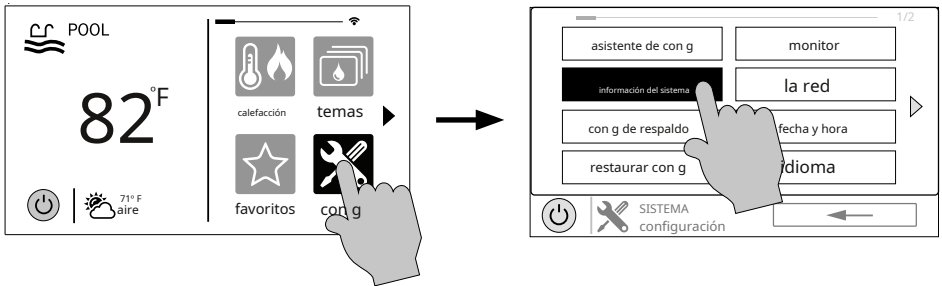 POOL
82°F
71° F
aire
calefacción
temas
favoritos
con g
1/2
asistente de con g
monitor
información del sistema
la red
con g de respaldo
fecha y hora
restaurar con g
idioma
SISTEMA
configuración